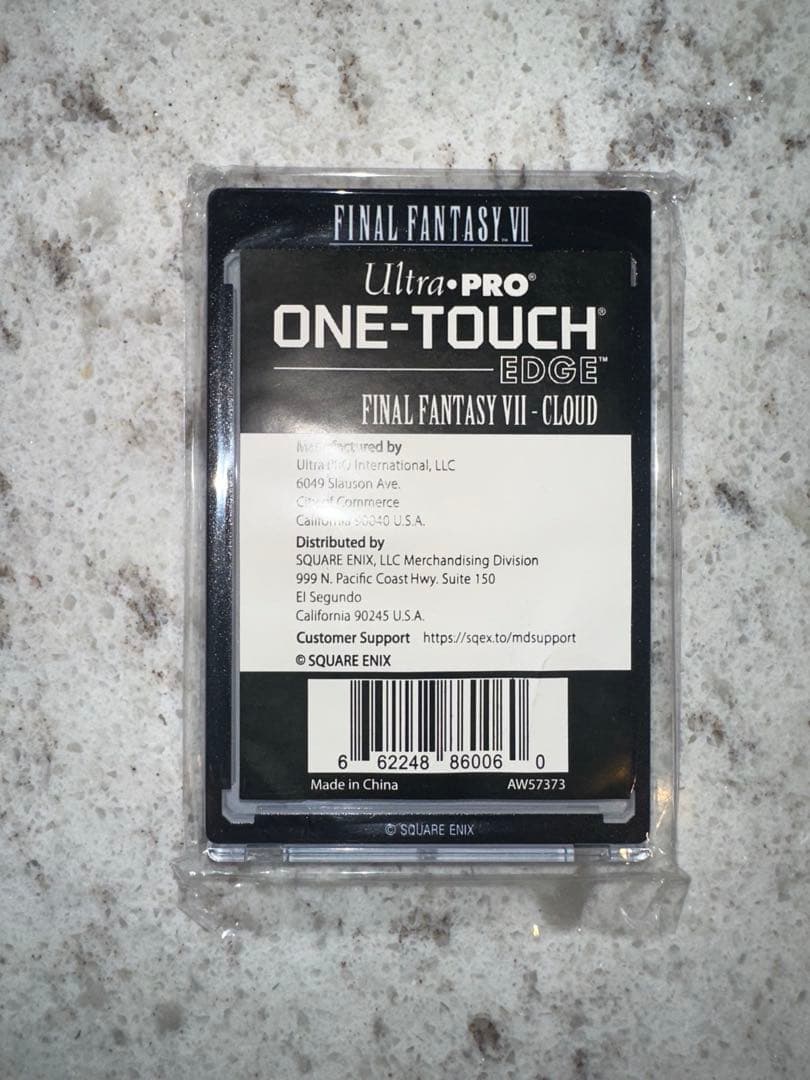 FINAL FANTASY VII
Ultra•PRO®
ONE-TOUCH®
EDGE™
FINAL FANTASY VII - CLOUD
Manufactured by
Ultra PRO International, LLC
6049 Slauson Ave.
City of Commerce
California 90040 U.S.A.
Distributed by
SQUARE ENIX, LLC Merchandising Division
999 N. Pacific Coast Hwy. Suite 150
El Segundo
California 90245 U.S.A.
Customer Support https://sqex.to/mdsupport
© SQUARE ENIX
6 62248 86006 0
Made in China AW57373
© SQUARE ENIX